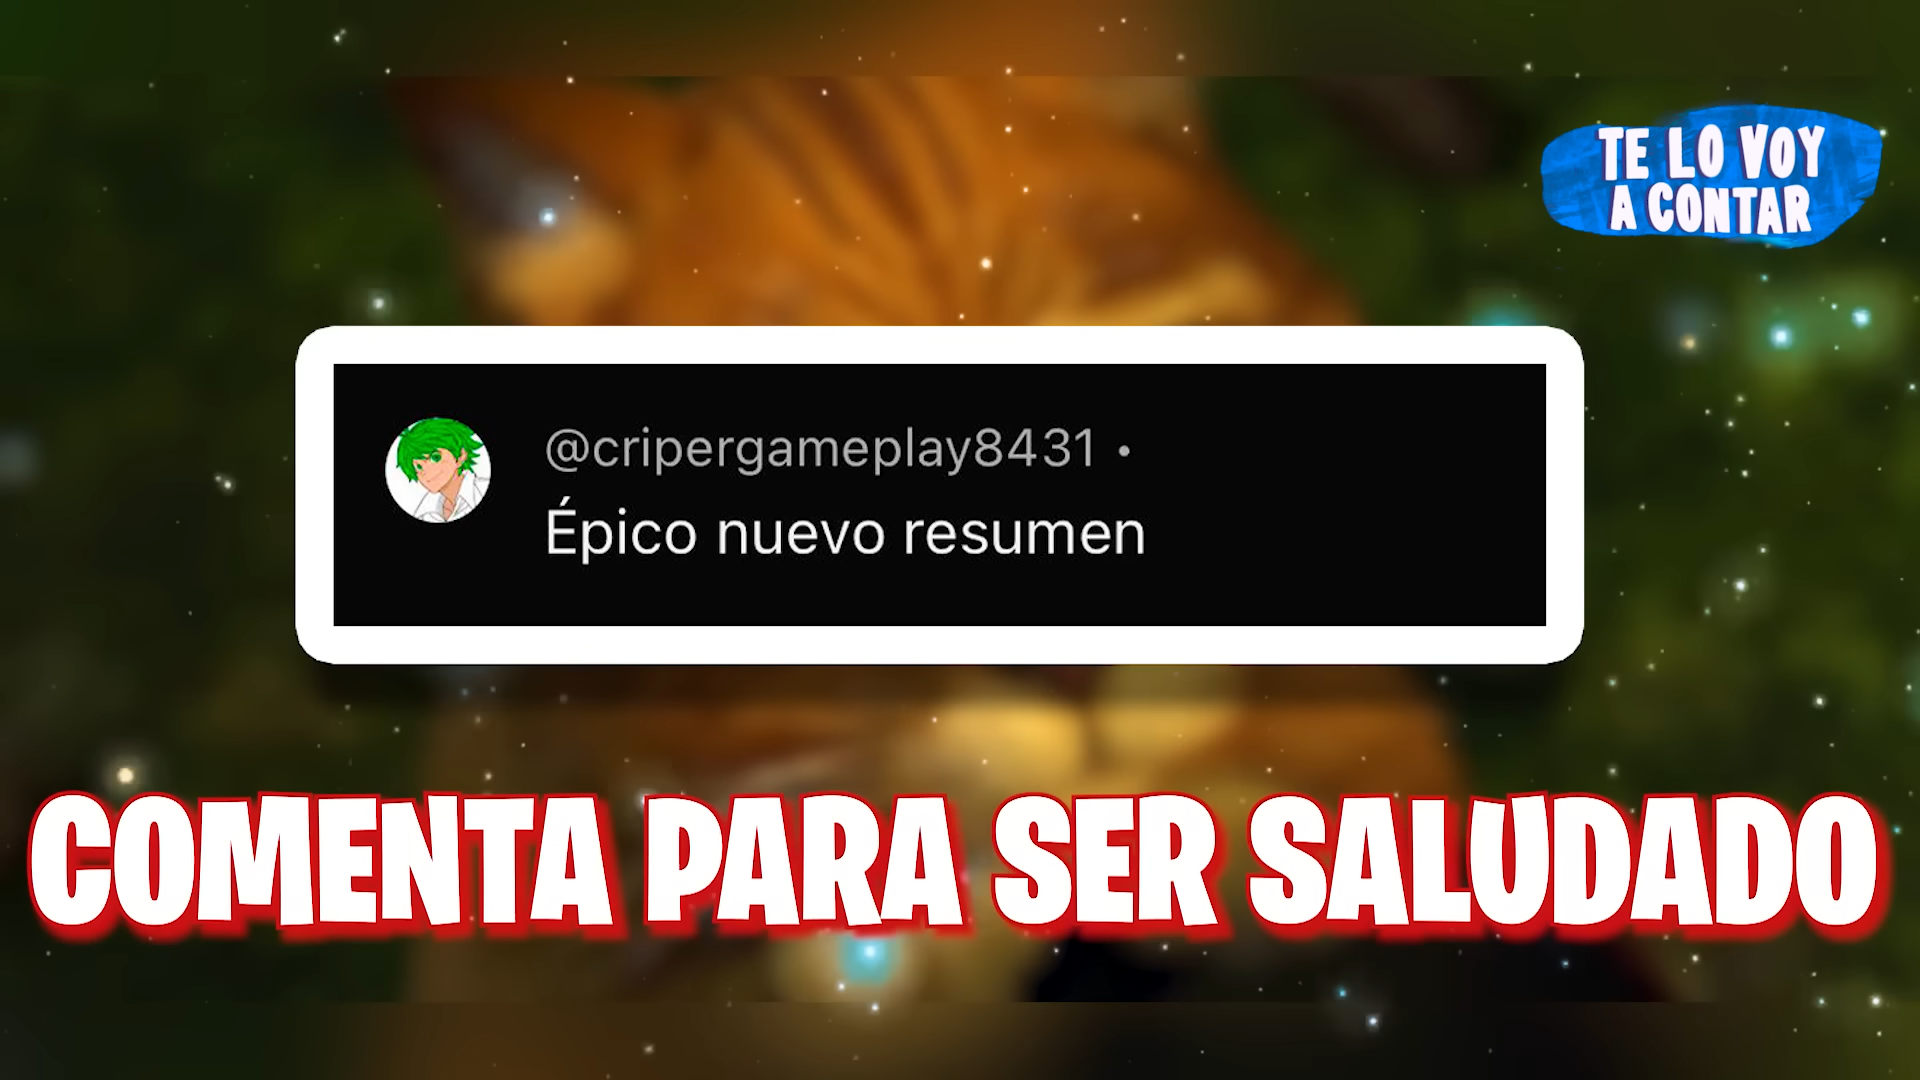 TE LO VOY
A CONTAR
@cripergameplay8431 •
Épico nuevo resumen
COMENTA PARA SER SALUDADO